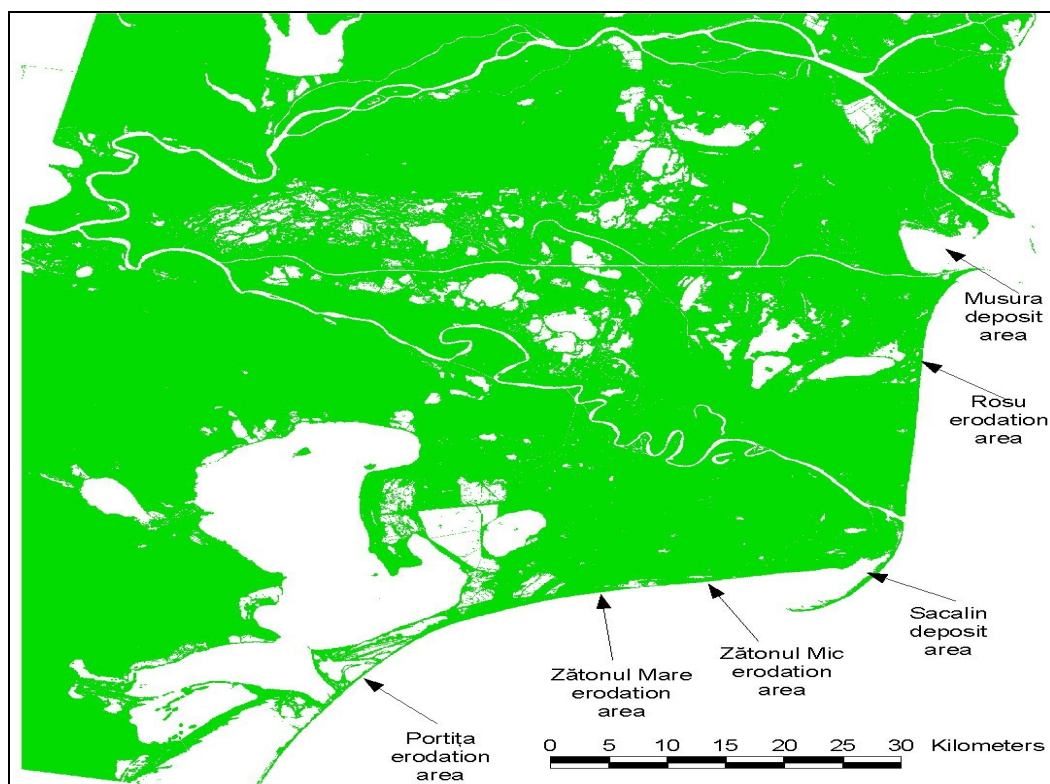 Musura
deposit
area
Rosu
erodation
area
Sacalin
deposit
area
Zătonul Mic
erodation
area
Zătonul Mare
erodation
area
Portița
erodation
area
0 5 10 15 20 25 30 Kilometers